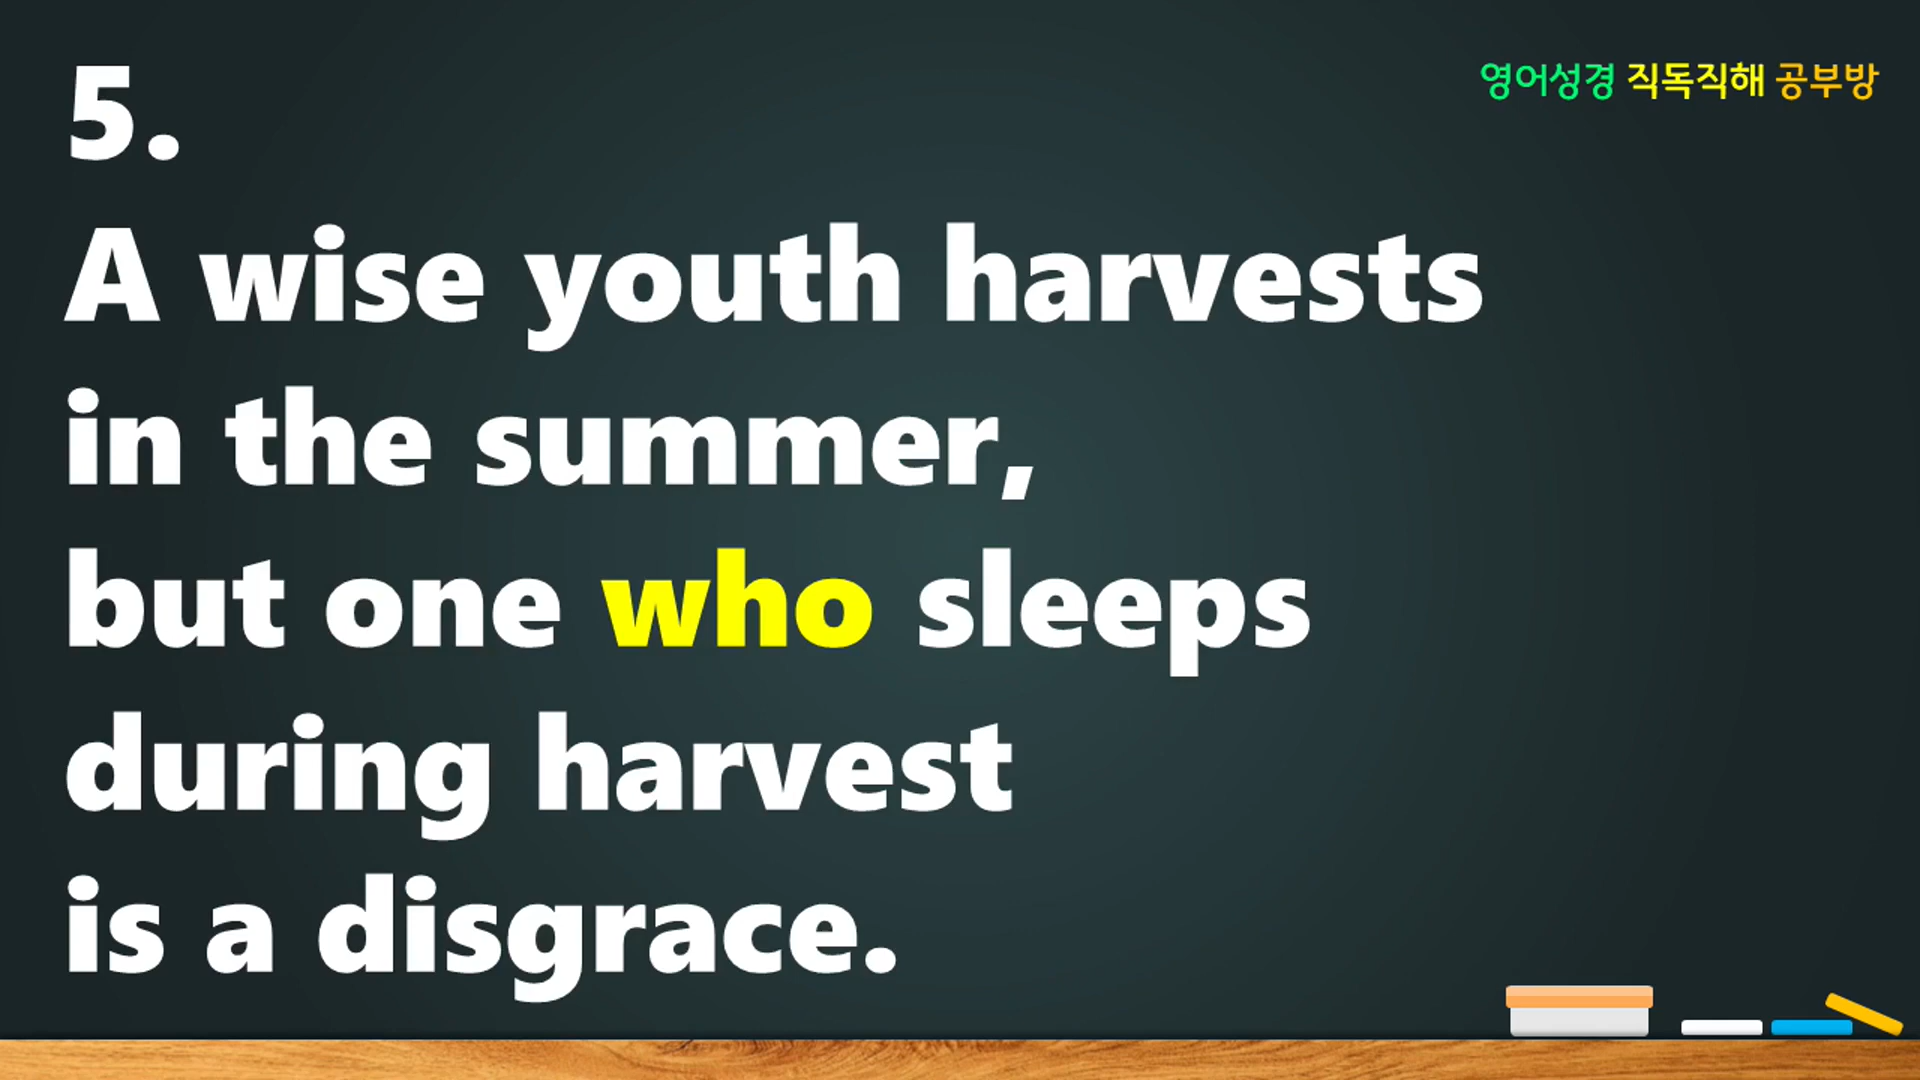 영어성경 직독직해 공부방
5.
A wise youth harvests
in the summer,
but one who sleeps
during harvest
is a disgrace.